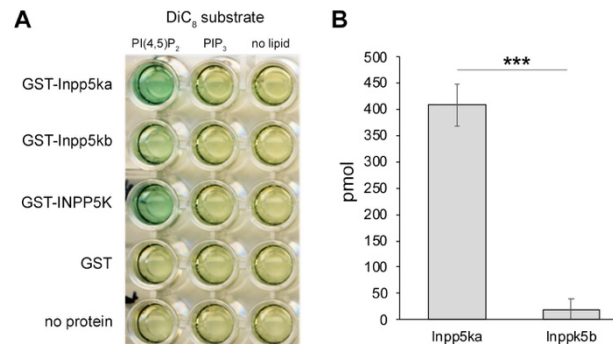 A
DiC₈ substrate
PI(4,5)P₂ PIP₃ no lipid
GST-Inpp5ka
GST-Inpp5kb
GST-INPP5K
GST
no protein
B
***
500
450
400
350
300
250
200
150
100
50
0
pmol
Inpp5ka Inppk5b